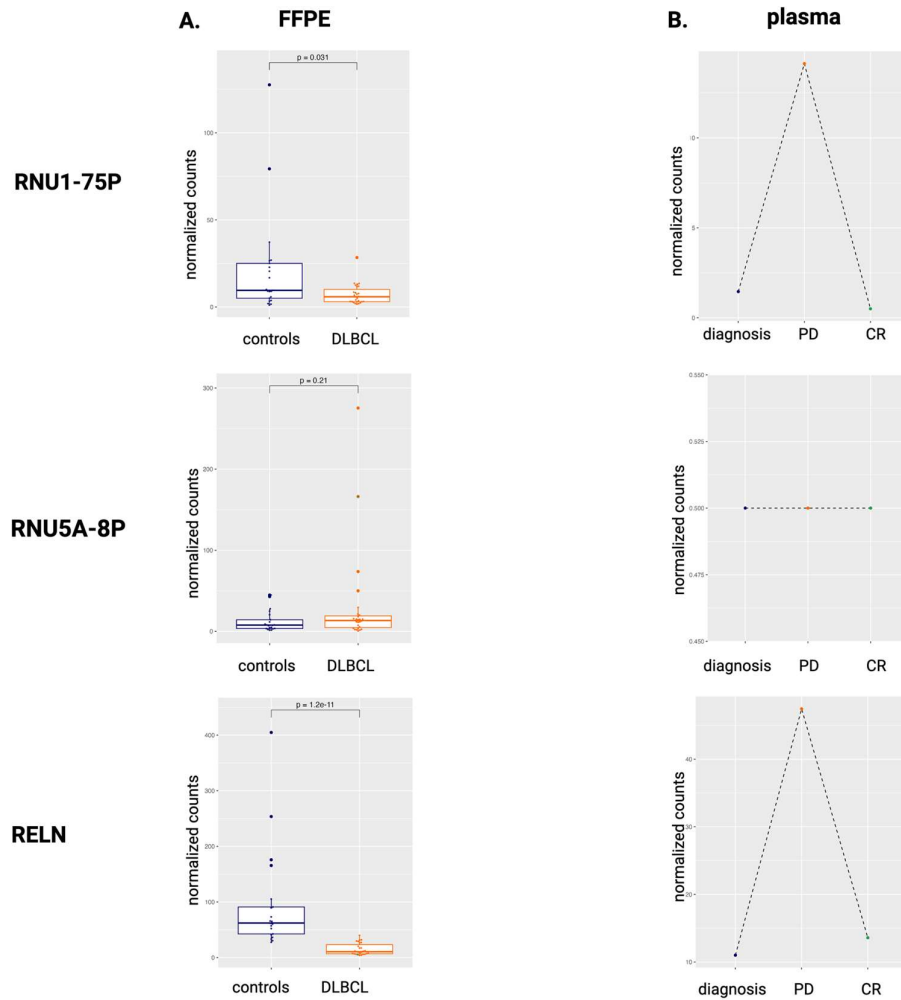 A.
FFPE
B.
plasma
RNU1-75P
normalized counts
p = 0.031
100
50
0
controls
DLBCL
normalized counts
10
5
0
diagnosis
PD
CR
RNU5A-8P
normalized counts
p = 0.21
300
200
100
0
controls
DLBCL
normalized counts
0.550
0.525
0.500
0.475
0.450
diagnosis
PD
CR
RELN
normalized counts
p = 1.2e-11
400
300
200
100
0
controls
DLBCL
normalized counts
40
30
20
10
diagnosis
PD
CR